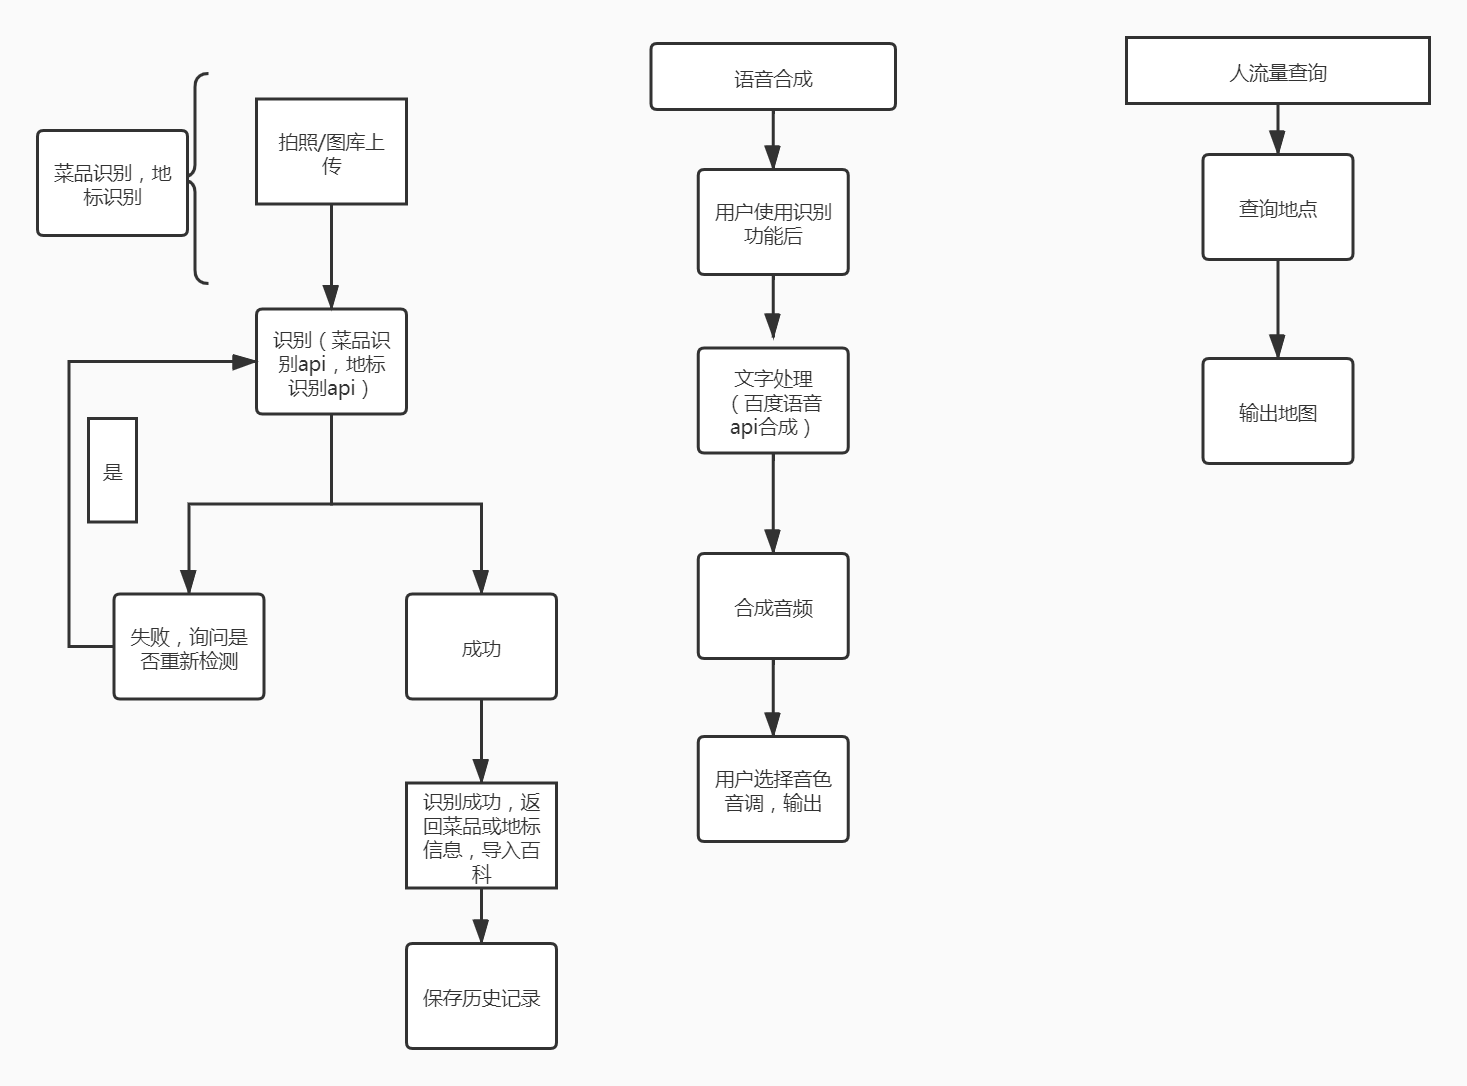 菜品识别，地
标识别
拍照/图库上
传
识别（菜品识
别api，地标
识别api）
是
失败，询问是
否重新检测
成功
识别成功，返
回菜品或地标
信息，导入百
科
保存历史记录
语音合成
用户使用识别
功能后
文字处理
（百度语音
api合成）
合成音频
用户选择音色
音调，输出
人流量查询
查询地点
输出地图